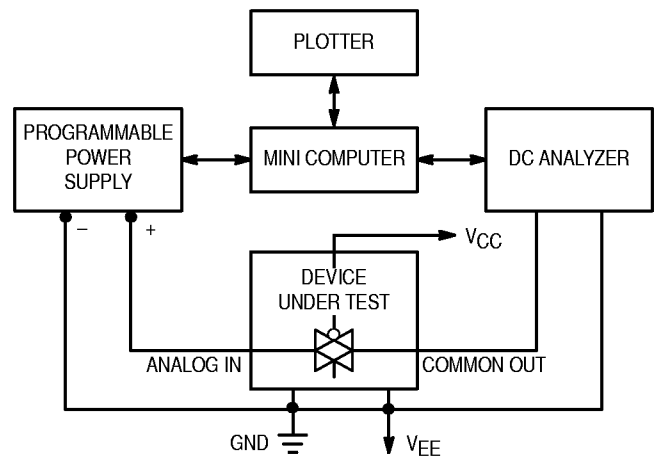 PLOTTER
PROGRAMMABLE
POWER
SUPPLY
MINI COMPUTER
DC ANALYZER
– +
VCC
DEVICE
UNDER TEST
ANALOG IN
COMMON OUT
GND
VEE